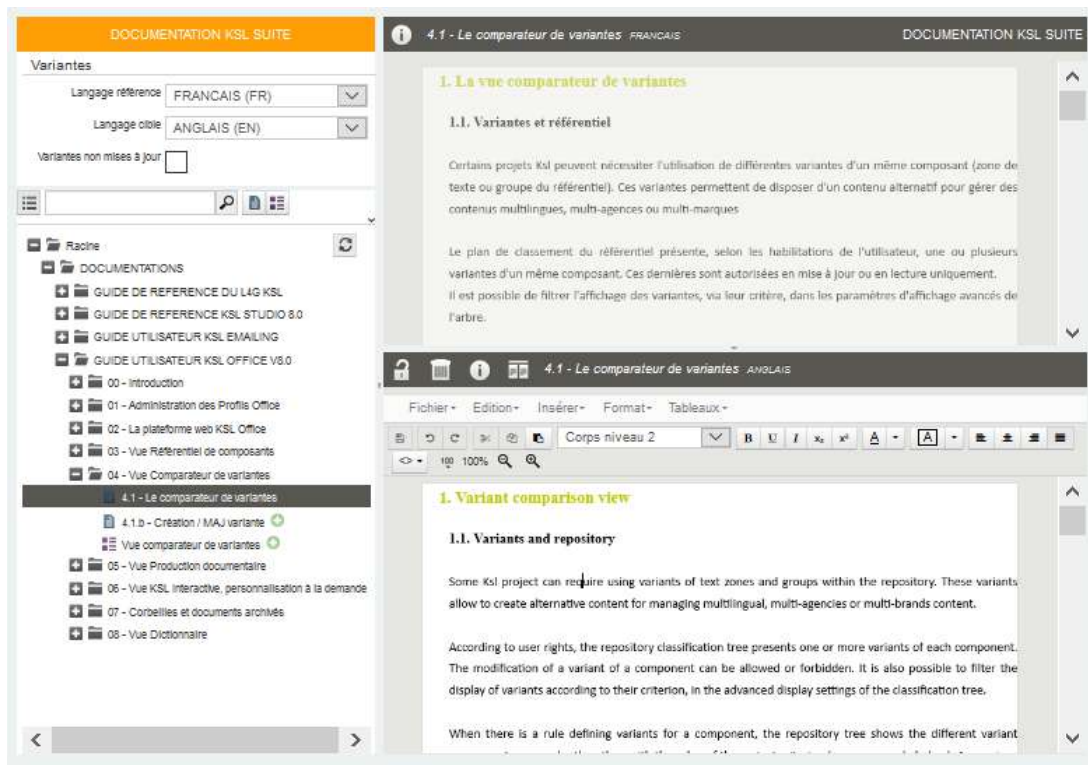 DOCUMENTATION KSL SUITE
Variantes
Langage référence FRANCAIS (FR)
Langage cible ANGLAIS (EN)
Variantes non mises à jour
Racine
DOCUMENTATIONS
GUIDE DE REFERENCE DU L4G KSL
GUIDE DE REFERENCE KSL STUDIO 8.0
GUIDE UTILISATEUR KSL EMAILING
GUIDE UTILISATEUR KSL OFFICE V8.0
00 - Introduction
01 - Administration des Profils Office
02 - La plateforme web KSL Office
03 - Vue Référentiel de composants
04 - Vue Comparateur de variantes
4.1 - Le comparateur de variantes
4.1.b - Création / MAJ variante
Vue comparateur de variantes
05 - Vue Production documentaire
06 - Vue KSL Interactive, personnalisation à la demande
07 - Corbeilles et documents archivés
08 - Vue Dictionnaire
4.1 - Le comparateur de variantes FRANCAIS DOCUMENTATION KSL SUITE
1. La vue comparateur de variantes
1.1. Variantes et référentiel
Certains projets Ksl peuvent nécessiter l'utilisation de différentes variantes d'un même composant (zone de
texte ou groupe du référentiel). Ces variantes permettent de disposer d'un contenu alternatif pour gérer des
contenus multilingues, multi-agences ou multi-marques
Le plan de classement du référentiel présente, selon les habilitations de l'utilisateur, une ou plusieurs
variantes d'un même composant. Ces dernières sont autorisées en mise à jour ou en lecture uniquement.
Il est possible de filtrer l'affichage des variantes, via leur critère, dans les paramètres d'affichage avancés de
l'arbre.
4.1 - Le comparateur de variantes ANGLAIS
Fichier Edition Insérer Format Tableaux
Corps niveau 2 B U I x₂ x² A A
100 100%
1. Variant comparison view
1.1. Variants and repository
Some Ksl project can require using variants of text zones and groups within the repository. These variants
allow to create alternative content for managing multilingual, multi-agencies or multi-brands content.
According to user rights, the repository classification tree presents one or more variants of each component.
The modification of a variant of a component can be allowed or forbidden. It is also possible to filter the
display of variants according to their criterion, in the advanced display settings of the classification tree.
When there is a rule defining variants for a component, the repository tree shows the different variant